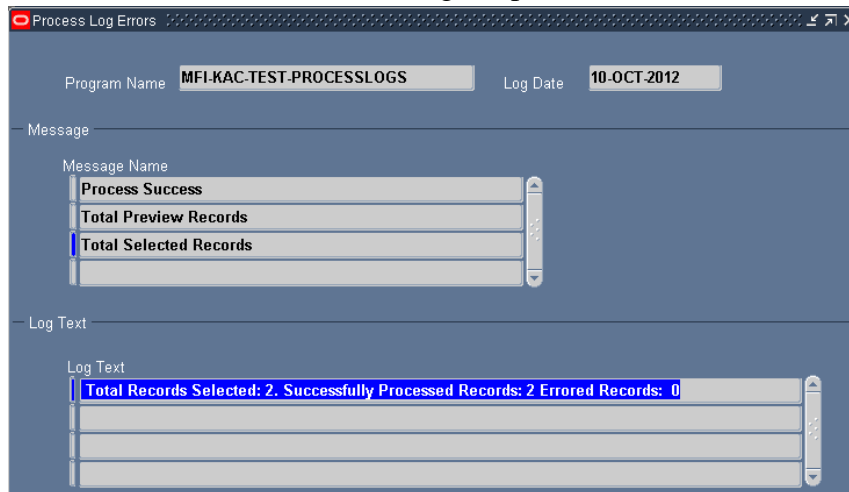 Process Log Errors
Program Name MFI-KAC-TEST-PROCESSLOGS Log Date 10-OCT-2012
Message
Message Name
Process Success
Total Preview Records
Total Selected Records
Log Text
Log Text
Total Records Selected: 2. Successfully Processed Records: 2 Errored Records: 0